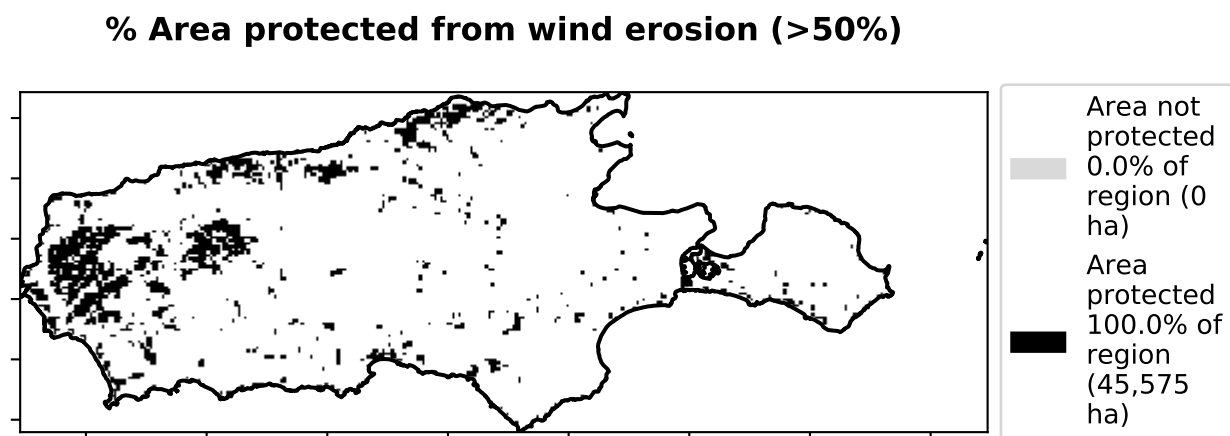 % Area protected from wind erosion (>50%)
Area not
protected
0.0% of
region (0
ha)
Area
protected
100.0% of
region
(45,575
ha)